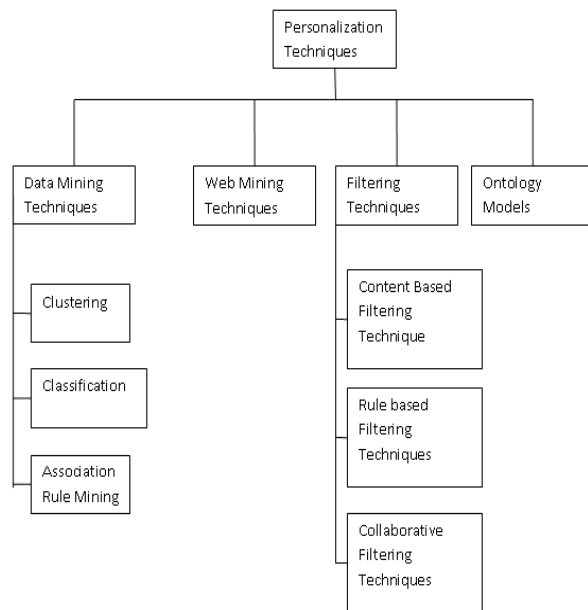 Personalization
Techniques
Data Mining
Techniques
Web Mining
Techniques
Filtering
Techniques
Ontology
Models
Clustering
Classification
Association
Rule Mining
Content Based
Filtering
Technique
Rule based
Filtering
Techniques
Collaborative
Filtering
Techniques